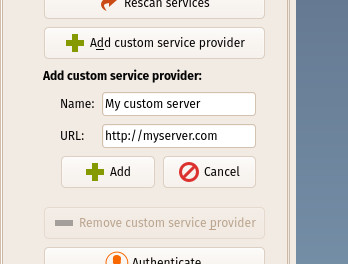 Rescan services
Add custom service provider
Add custom service provider:
Name: My custom server
URL: http://myserver.com
Add Cancel
Remove custom service provider
Authenticate